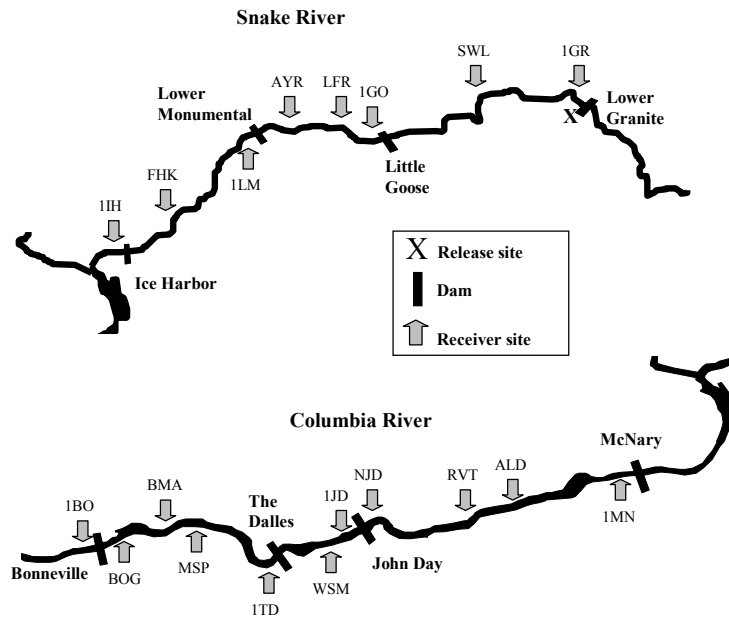 Snake River
SWL
1GR
AYR
LFR
1GO
Lower
Monumental
Lower
Granite
X
FHK
1LM
Little
Goose
1IH
Ice Harbor
X Release site
Dam
Receiver site
Columbia River
McNary
NJD
RVT
ALD
BMA
The
Dalles
1JD
1BO
1MN
Bonneville
BOG
MSP
John Day
WSM
1TD